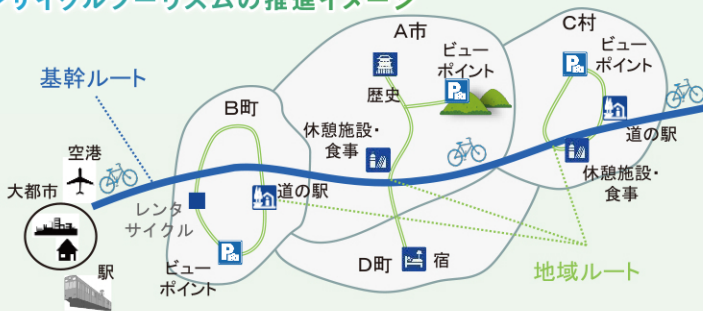 サイクルツーリズムの推進イメージ
基幹ルート
空港
大都市
駅
B町
レンタ
サイクル
道の駅
ビュー
ポイント
A市
歴史
ビュー
ポイント
休憩施設・
食事
D町
宿
C村
ビュー
ポイント
道の駅
休憩施設・
食事
地域ルート